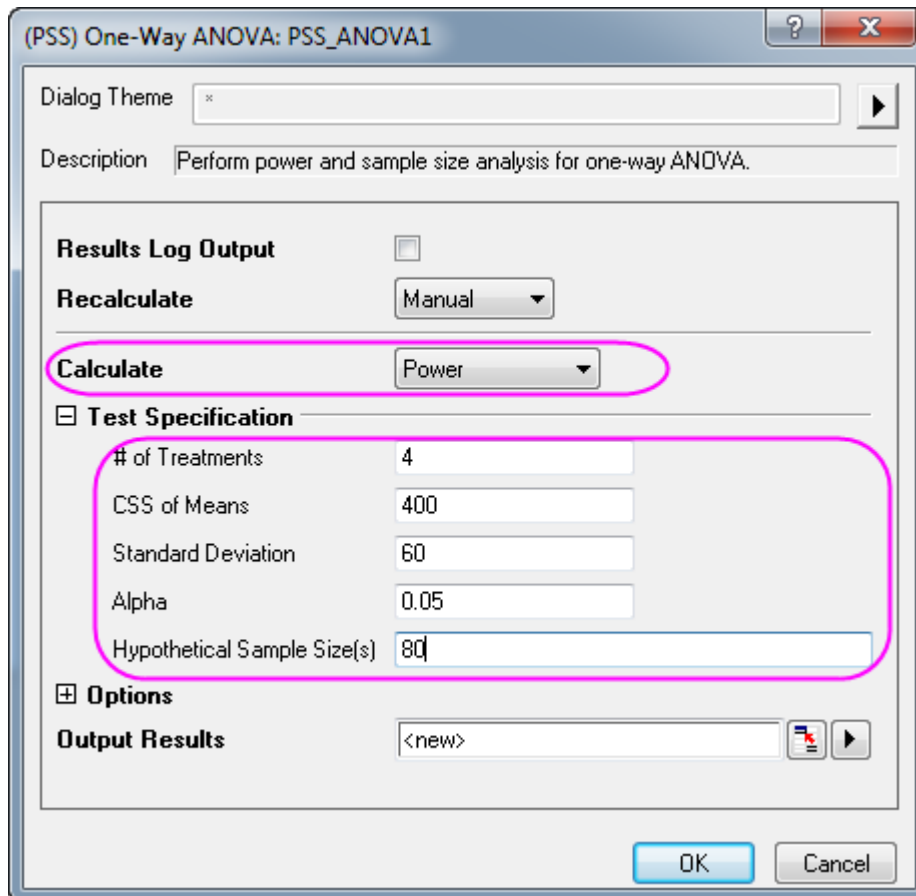 (PSS) One-Way ANOVA: PSS_ANOVA1
Dialog Theme *
Description Perform power and sample size analysis for one-way ANOVA.
Results Log Output
Recalculate Manual
Calculate Power
Test Specification
# of Treatments 4
CSS of Means 400
Standard Deviation 60
Alpha 0.05
Hypothetical Sample Size(s) 80
Options
Output Results <new>
OK Cancel